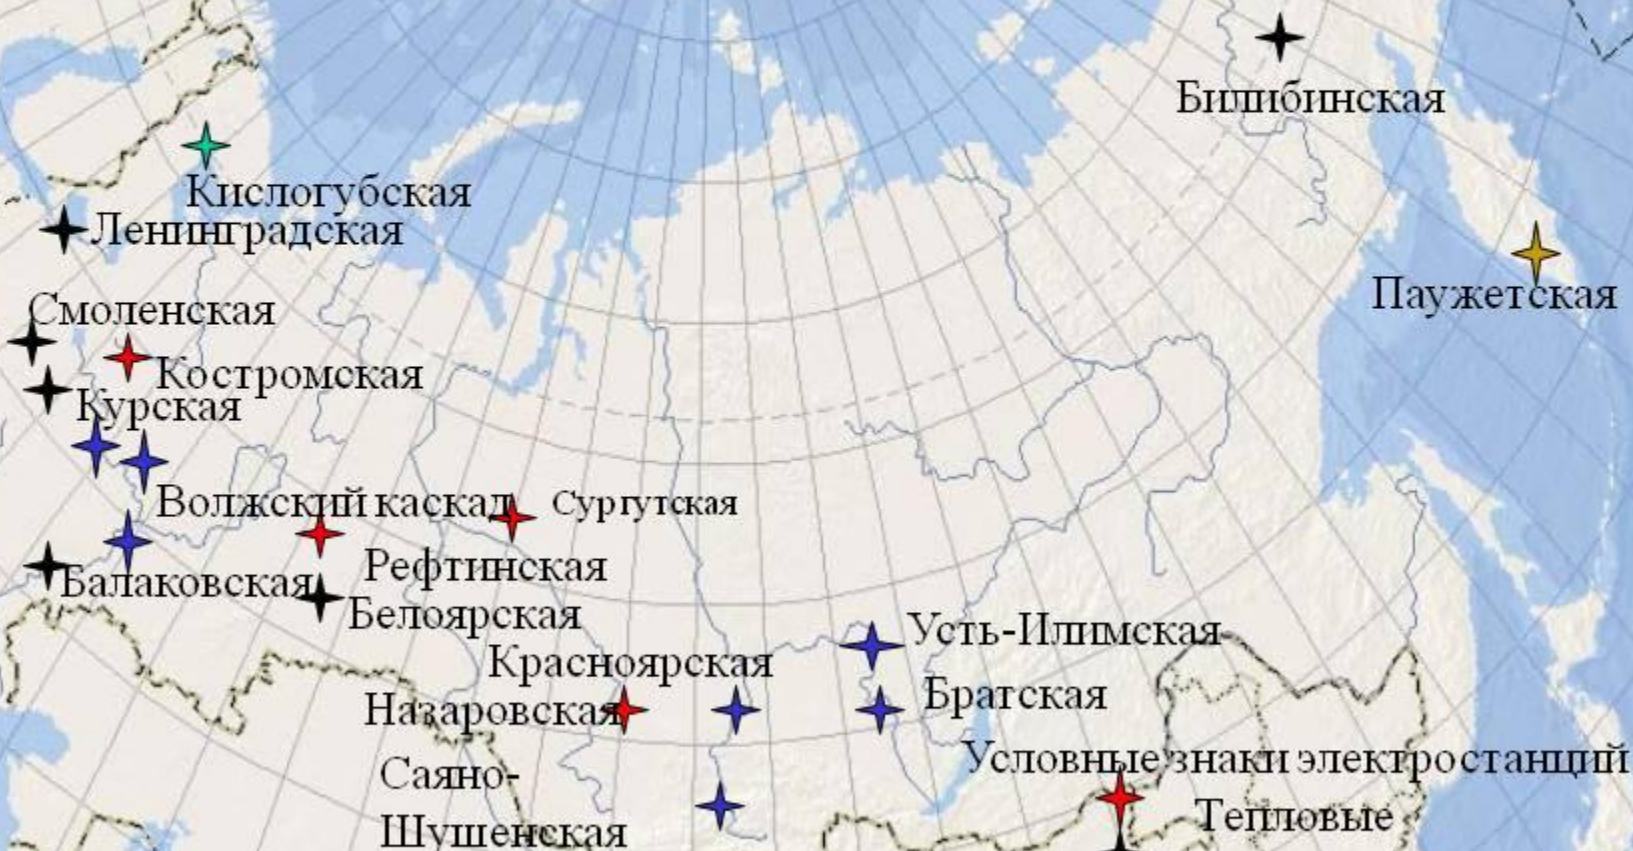 Билибинская
Кислогубская
Ленинградская
Паужетская
Смоленская
Костромская
Курская
Волжский каскад
Сургутская
Рефтинская
Балаковская
Белоярская
Усть-Илимская
Красноярская
Братская
Назаровская
Условные знаки электростанций
Саяно-
Шушенская
Тепловые